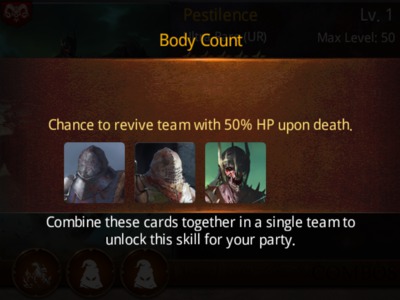 Pestilence
Lv. 1
Body Count
(UR)
Max Level: 50
Chance to revive team with 50% HP upon death.
Combine these cards together in a single team to
unlock this skill for your party.